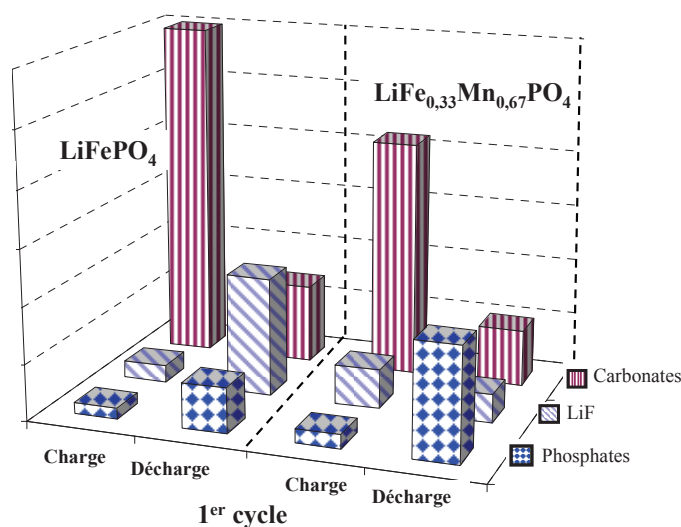 LiFePO4
LiFe0,33Mn0,67PO4
Carbonates
LiF
Phosphates
Charge
Décharge
Charge
Décharge
1er cycle